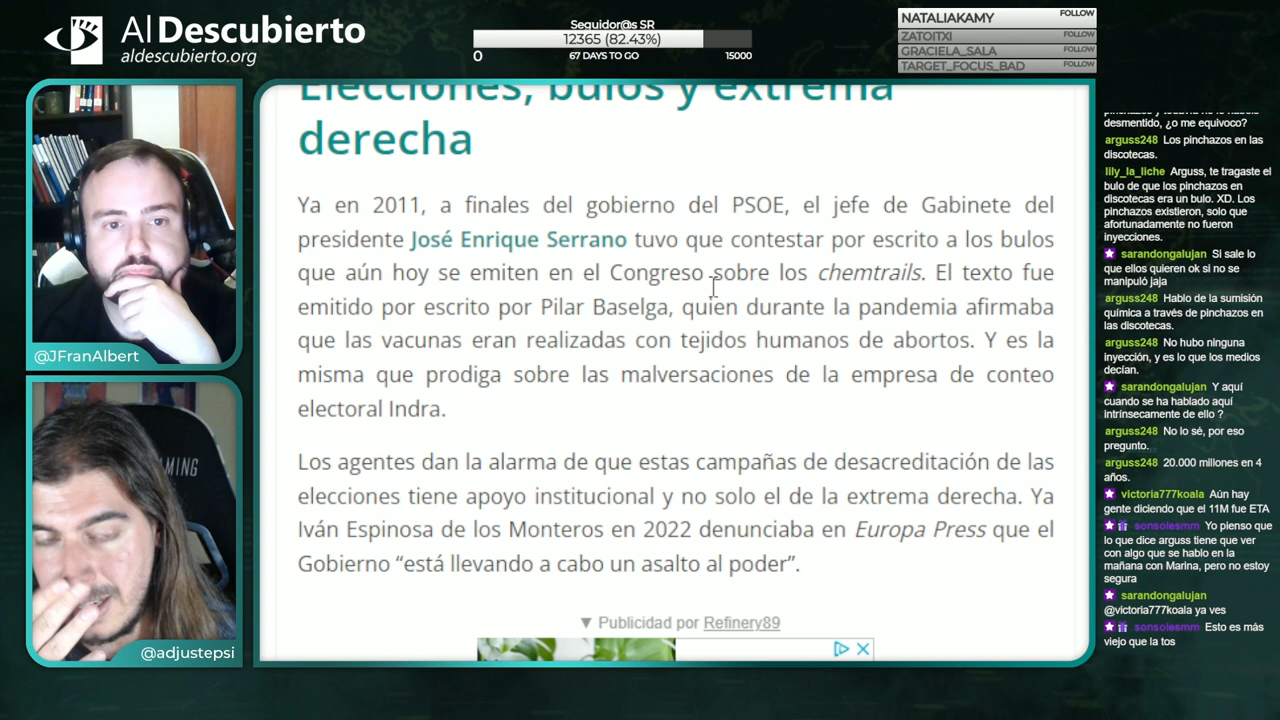 Al Descubierto
aldescubierto.org
Seguidor@s SR
12365 (82.43%)
0 67 DAYS TO GO 15000
NATALIAKAMY FOLLOW
ZATOITXI FOLLOW
GRACIELA_SALA FOLLOW
TARGET_FOCUS_BAD FOLLOW
@JFranAlbert
GAMING
@adjustepsi
Elecciones, bulos y extrema
derecha
Ya en 2011, a finales del gobierno del PSOE, el jefe de Gabinete del
presidente José Enrique Serrano tuvo que contestar por escrito a los bulos
que aún hoy se emiten en el Congreso sobre los chemtrails. El texto fue
emitido por escrito por Pilar Baselga, quien durante la pandemia afirmaba
que las vacunas eran realizadas con tejidos humanos de abortos. Y es la
misma que prodiga sobre las malversaciones de la empresa de conteo
electoral Indra.
Los agentes dan la alarma de que estas campañas de desacreditación de las
elecciones tiene apoyo institucional y no solo el de la extrema derecha. Ya
Iván Espinosa de los Monteros en 2022 denunciaba en Europa Press que el
Gobierno “está llevando a cabo un asalto al poder”.
▼ Publicidad por Refinery89
desmentido, ¿o me equivoco?
arguss248 Los pinchazos en las
discotecas.
lily_la_liche Arguss, te tragaste el
bulo de que los pinchazos en
discotecas era un bulo. XD. Los
pinchazos existieron, solo que
afortunadamente no fueron
inyecciones.
sarandongalujan Si sale lo
que ellos quieren ok si no se
manipuló jaja
arguss248 Hablo de la sumisión
química a través de pinchazos en
las discotecas.
arguss248 No hubo ninguna
inyección, y es lo que los medios
decían.
sarandongalujan Y aquí
cuando se ha hablado aquí
intrínsecamente de ello ?
arguss248 No lo sé, por eso
pregunto.
arguss248 20.000 millones en 4
años.
victoria777koala Aún hay
gente diciendo que el 11M fue ETA
sonsolesmm Yo pienso que
lo que dice arguss tiene que ver
con algo que se hablo en la
mañana con Marina, pero no estoy
segura
sarandongalujan
@victoria777koala ya ves
sonsolesmm Esto es más
viejo que la tos